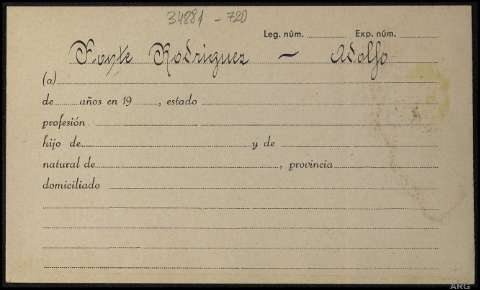 34881 - 720
Leg. núm. Exp. núm.
Rodriguez — Adolfo
(a)
de años en 19 , estado
profesión
hijo de y de
natural de , provincia
domiciliado
ARG